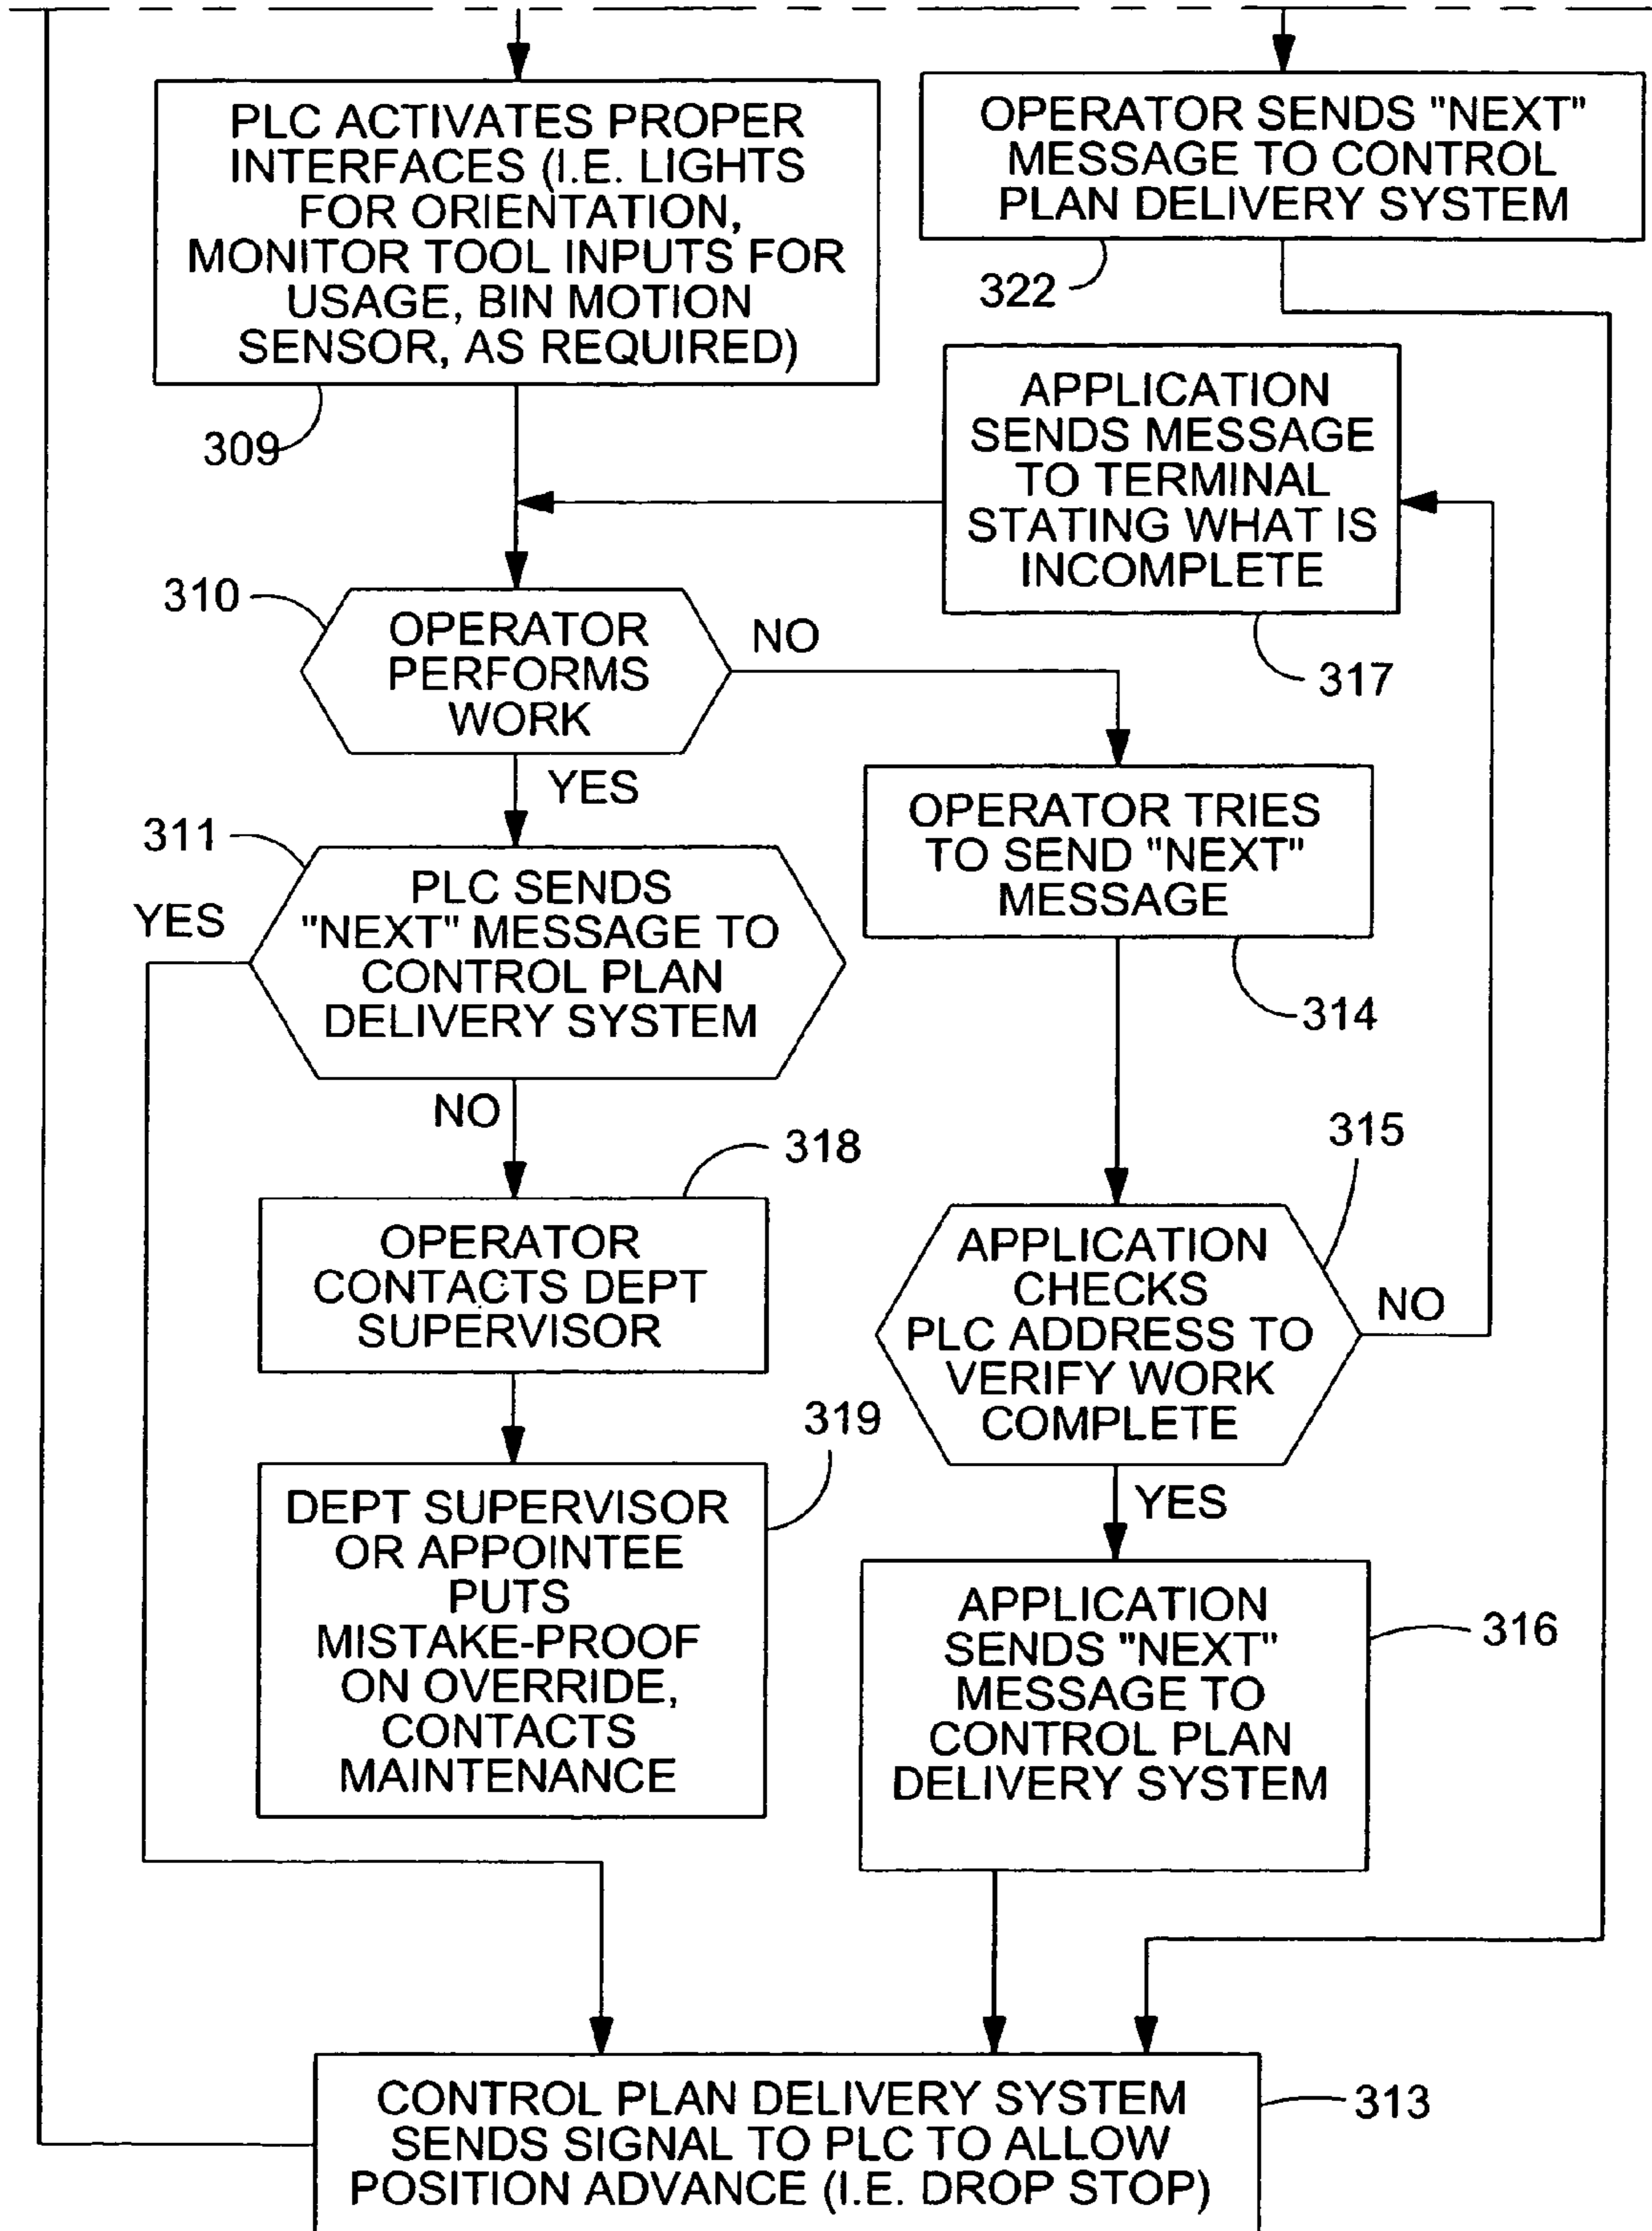 PLC ACTIVATES PROPER
INTERFACES (I.E. LIGHTS
FOR ORIENTATION,
MONITOR TOOL INPUTS FOR
USAGE, BIN MOTION
SENSOR, AS REQUIRED)
309
OPERATOR SENDS "NEXT"
MESSAGE TO CONTROL
PLAN DELIVERY SYSTEM
322
APPLICATION
SENDS MESSAGE
TO TERMINAL
STATING WHAT IS
INCOMPLETE
317
310
OPERATOR
PERFORMS
WORK
NO
YES
OPERATOR TRIES
TO SEND "NEXT"
MESSAGE
314
311
YES
PLC SENDS
"NEXT" MESSAGE TO
CONTROL PLAN
DELIVERY SYSTEM
NO
318
OPERATOR
CONTACTS DEPT
SUPERVISOR
315
APPLICATION
CHECKS
PLC ADDRESS TO
VERIFY WORK
COMPLETE
NO
YES
319
DEPT SUPERVISOR
OR APPOINTEE
PUTS
MISTAKE-PROOF
ON OVERRIDE,
CONTACTS
MAINTENANCE
APPLICATION
SENDS "NEXT"
MESSAGE TO
CONTROL PLAN
DELIVERY SYSTEM
316
CONTROL PLAN DELIVERY SYSTEM
SENDS SIGNAL TO PLC TO ALLOW
POSITION ADVANCE (I.E. DROP STOP)
313